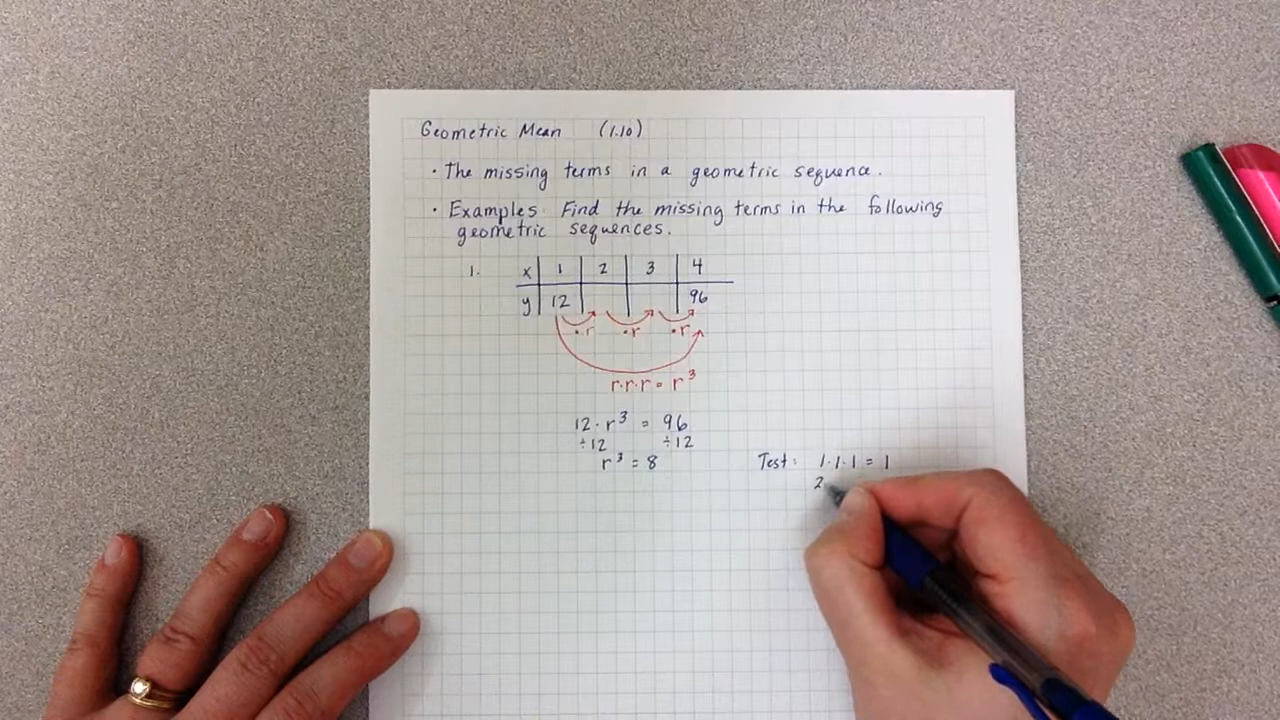 Geometric Mean (1.10)
• The missing terms in a geometric sequence.
• Examples. Find the missing terms in the following
geometric sequences.
1. x 1 2 3 4
y 12 96
·r ·r ·r
r·r·r = r³
12·r³ = 96
÷12 ÷12
r³ = 8
Test: 1·1·1 = 1
2